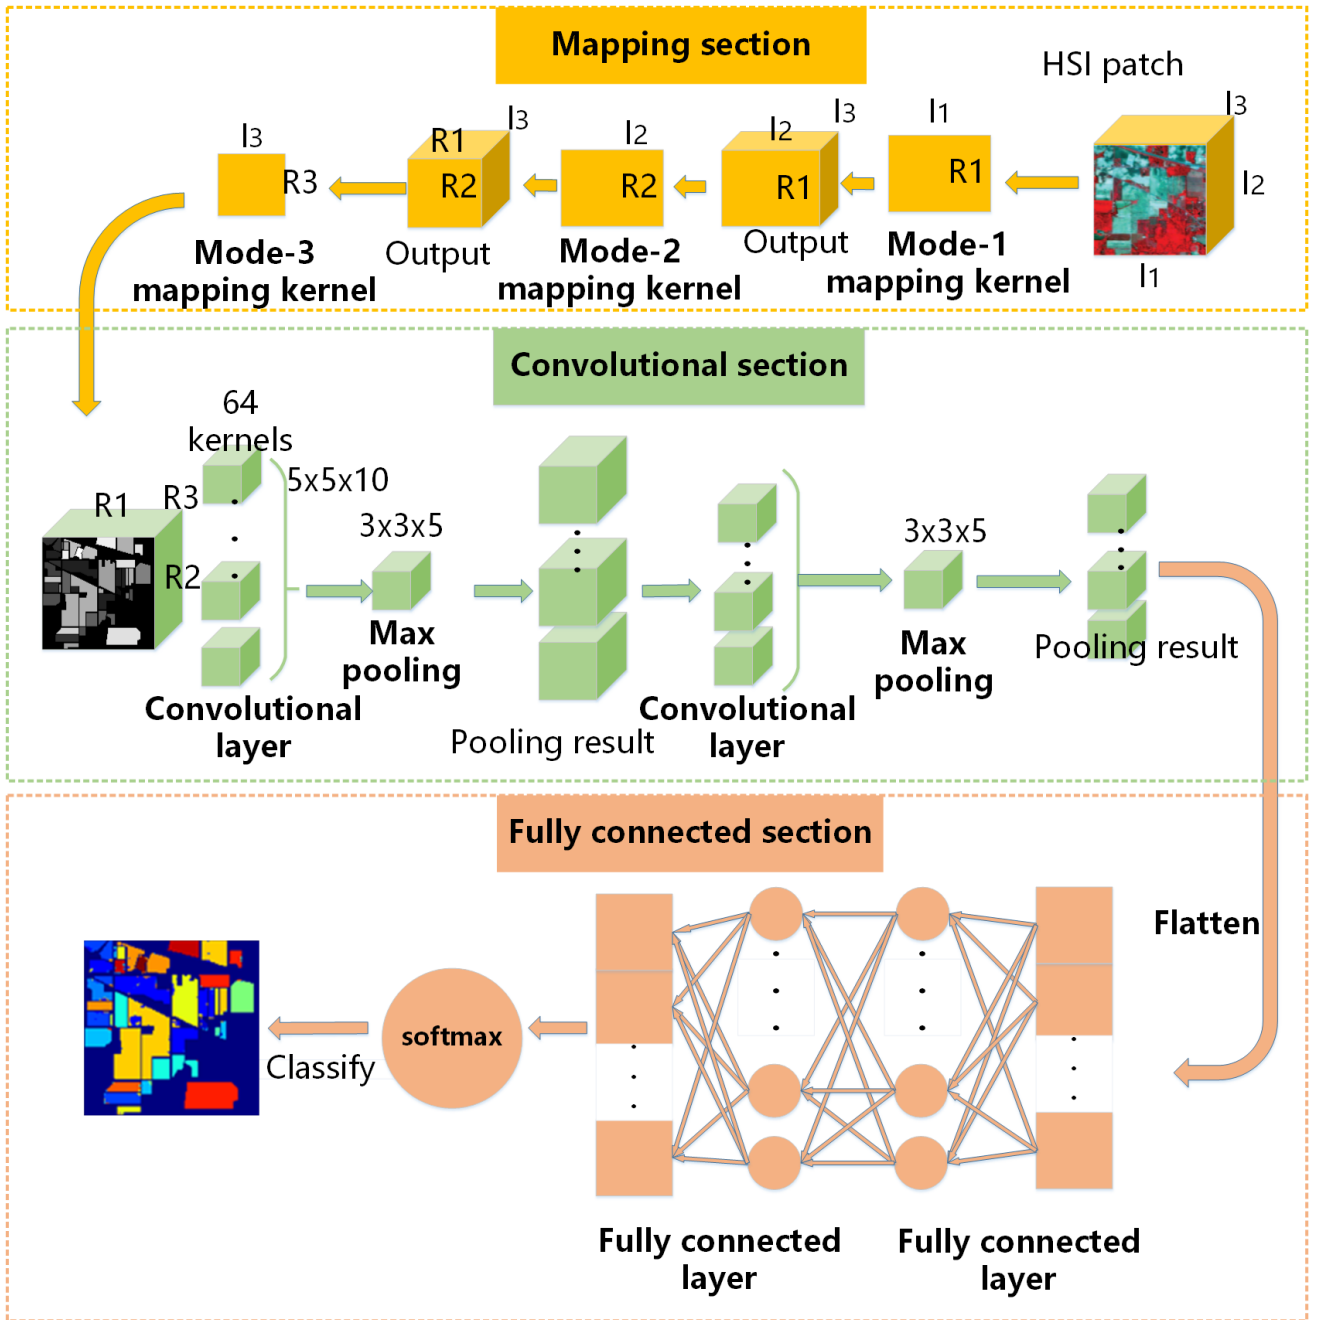 Mapping section
HSI patch
I3
I2
I1
I1
R1
Mode-1
mapping kernel
I3
I2
R1
Output
I2
R2
Mode-2
mapping kernel
I3
R1
R2
Output
I3
R3
Mode-3
mapping kernel
Convolutional section
R1
R3
R2
64
kernels
5x5x10
Convolutional
layer
3x3x5
Max
pooling
Pooling result
Convolutional
layer
3x3x5
Max
pooling
Pooling result
Fully connected section
Flatten
Fully connected
layer
Fully connected
layer
softmax
Classify